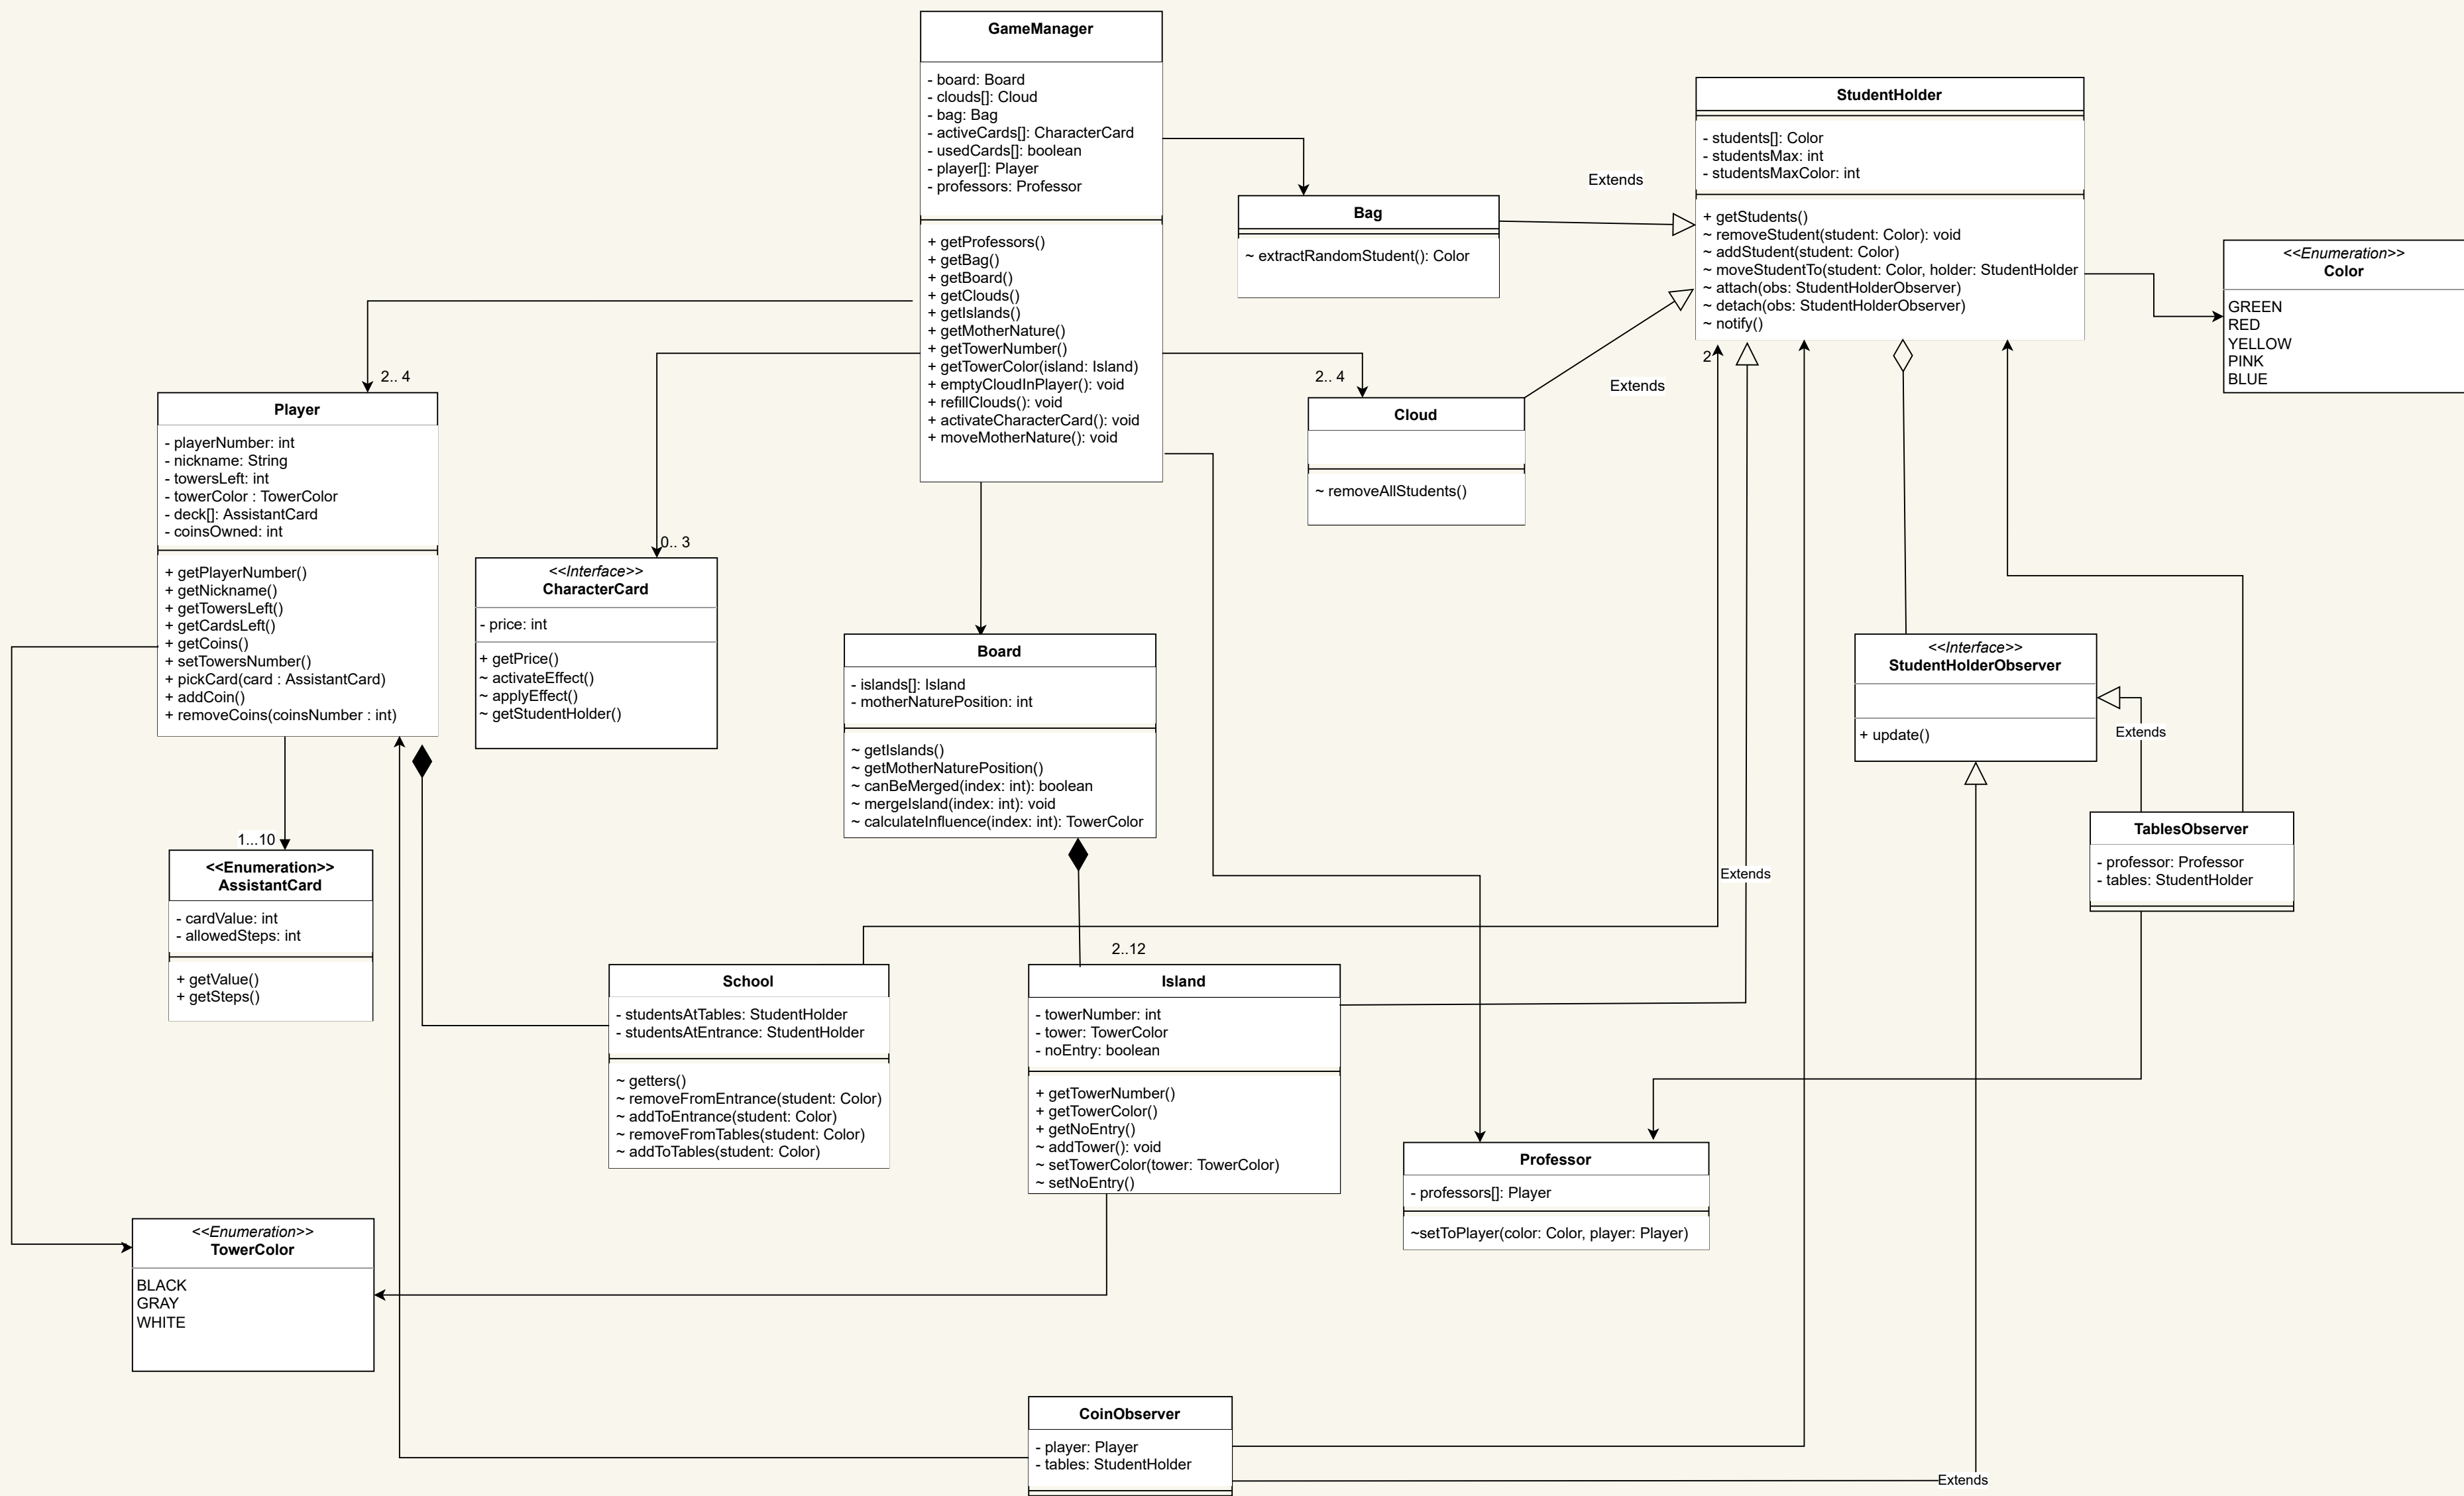 GameManager
- board: Board
- clouds[]: Cloud
- bag: Bag
- activeCards[]: CharacterCard
- usedCards[]: boolean
- player[]: Player
- professors: Professor
+ getProfessors()
+ getBag()
+ getBoard()
+ getClouds()
+ getIslands()
+ getMotherNature()
+ getTowerNumber()
+ getTowerColor(island: Island)
+ emptyCloudInPlayer(): void
+ refillClouds(): void
+ activateCharacterCard(): void
+ moveMotherNature(): void
StudentHolder
- students[]: Color
- studentsMax: int
- studentsMaxColor: int
+ getStudents()
~ removeStudent(student: Color): void
~ addStudent(student: Color)
~ moveStudentTo(student: Color, holder: StudentHolder
~ attach(obs: StudentHolderObserver)
~ detach(obs: StudentHolderObserver)
~ notify()
Extends
Bag
~ extractRandomStudent(): Color
<<Enumeration>>
Color
GREEN
RED
YELLOW
PINK
BLUE
2
Extends
2.. 4
Cloud
~ removeAllStudents()
2.. 4
Player
- playerNumber: int
- nickname: String
- towersLeft: int
- towerColor : TowerColor
- deck[]: AssistantCard
- coinsOwned: int
+ getPlayerNumber()
+ getNickname()
+ getTowersLeft()
+ getCardsLeft()
+ getCoins()
+ setTowersNumber()
+ pickCard(card : AssistantCard)
+ addCoin()
+ removeCoins(coinsNumber : int)
0.. 3
<<Interface>>
CharacterCard
- price: int
+ getPrice()
~ activateEffect()
~ applyEffect()
~ getStudentHolder()
Board
- islands[]: Island
- motherNaturePosition: int
~ getIslands()
~ getMotherNaturePosition()
~ canBeMerged(index: int): boolean
~ mergeIsland(index: int): void
~ calculateInfluence(index: int): TowerColor
<<Interface>>
StudentHolderObserver
+ update()
Extends
TablesObserver
- professor: Professor
- tables: StudentHolder
1...10
<<Enumeration>>
AssistantCard
- cardValue: int
- allowedSteps: int
+ getValue()
+ getSteps()
Extends
2..12
School
- studentsAtTables: StudentHolder
- studentsAtEntrance: StudentHolder
~ getters()
~ removeFromEntrance(student: Color)
~ addToEntrance(student: Color)
~ removeFromTables(student: Color)
~ addToTables(student: Color)
Island
- towerNumber: int
- tower: TowerColor
- noEntry: boolean
+ getTowerNumber()
+ getTowerColor()
+ getNoEntry()
~ addTower(): void
~ setTowerColor(tower: TowerColor)
~ setNoEntry()
Professor
- professors[]: Player
~setToPlayer(color: Color, player: Player)
<<Enumeration>>
TowerColor
BLACK
GRAY
WHITE
CoinObserver
- player: Player
- tables: StudentHolder
Extends